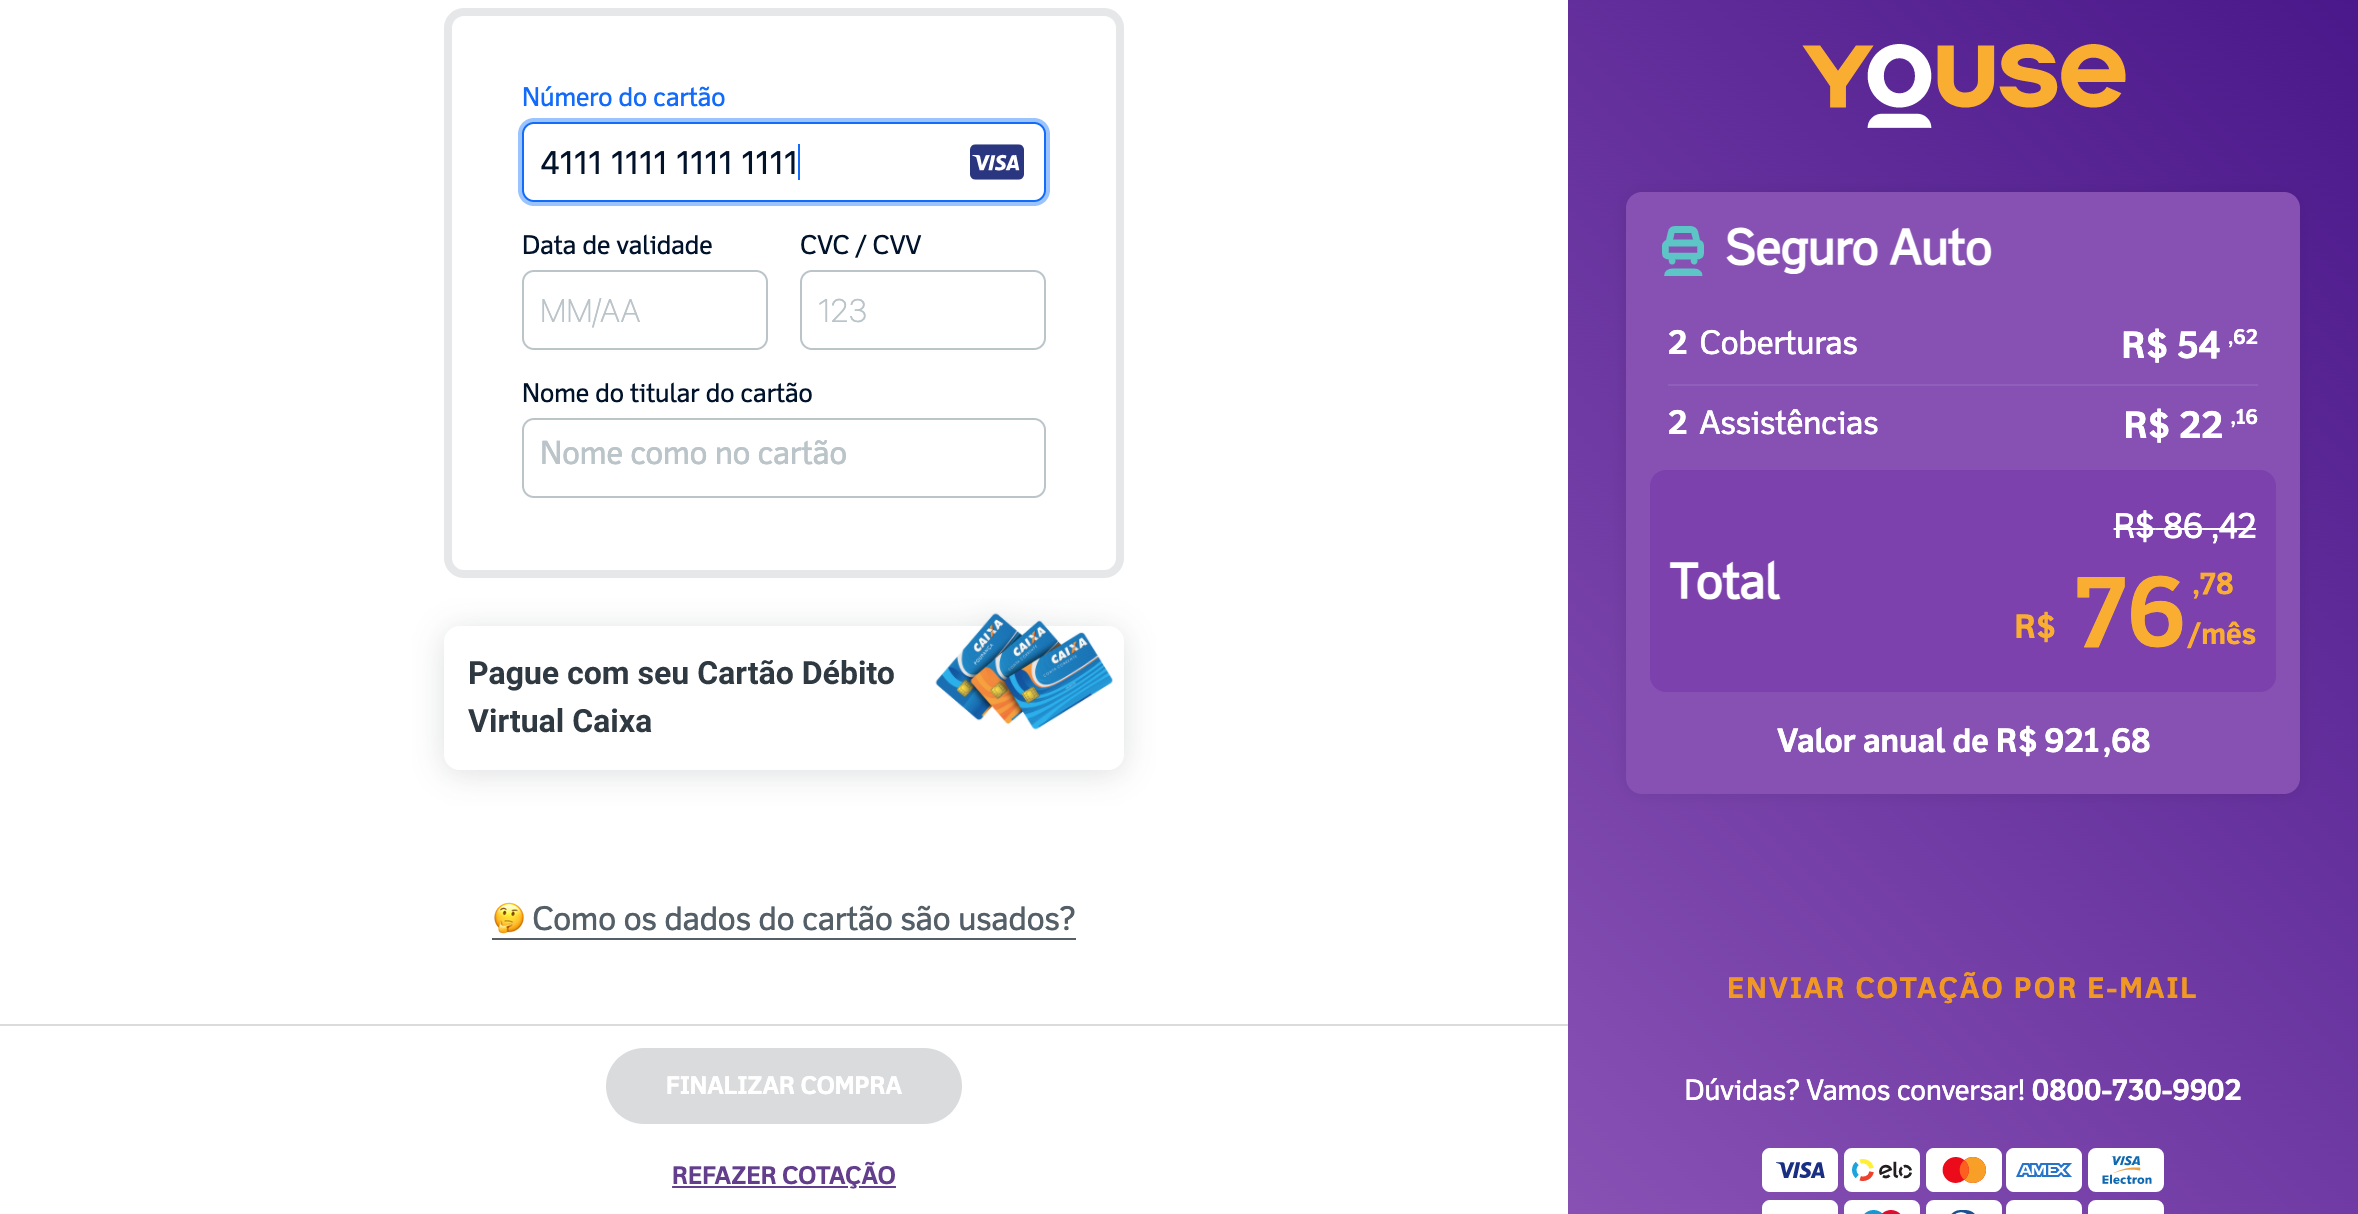 Número do cartão
4111 1111 1111 1111
VISA
Data de validade
CVC / CVV
MM/AA
123
Nome do titular do cartão
Nome como no cartão
Pague com seu Cartão Débito
Virtual Caixa
CAIXA
CAIXA
CAIXA
🤔 Como os dados do cartão são usados?
FINALIZAR COMPRA
REFAZER COTAÇÃO
YOUSE
Seguro Auto
2 Coberturas R$ 54 ,62
2 Assistências R$ 22 ,16
R$ 86 ,42
Total
R$ 76 ,78 /mês
Valor anual de R$ 921,68
ENVIAR COTAÇÃO POR E-MAIL
Dúvidas? Vamos conversar! 0800-730-9902
VISA elo AMEX VISA Electron